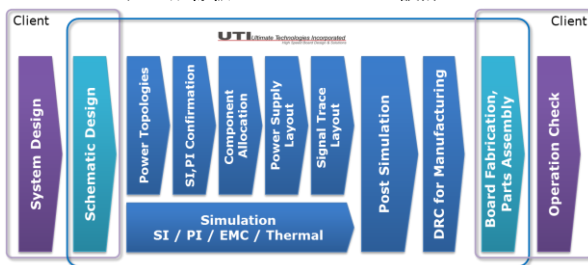 Client
Client
UTI Ultimate Technologies Incorporated
High Speed Board Design & Solutions
System Design
Schematic Design
Power Topologies
SI,PI Confirmation
Component
Allocation
Power Supply
Layout
Signal Trace
Layout
Post Simulation
DRC for Manufacturing
Board Fabrication,
Parts Assembly
Operation Check
Simulation
SI / PI / EMC / Thermal